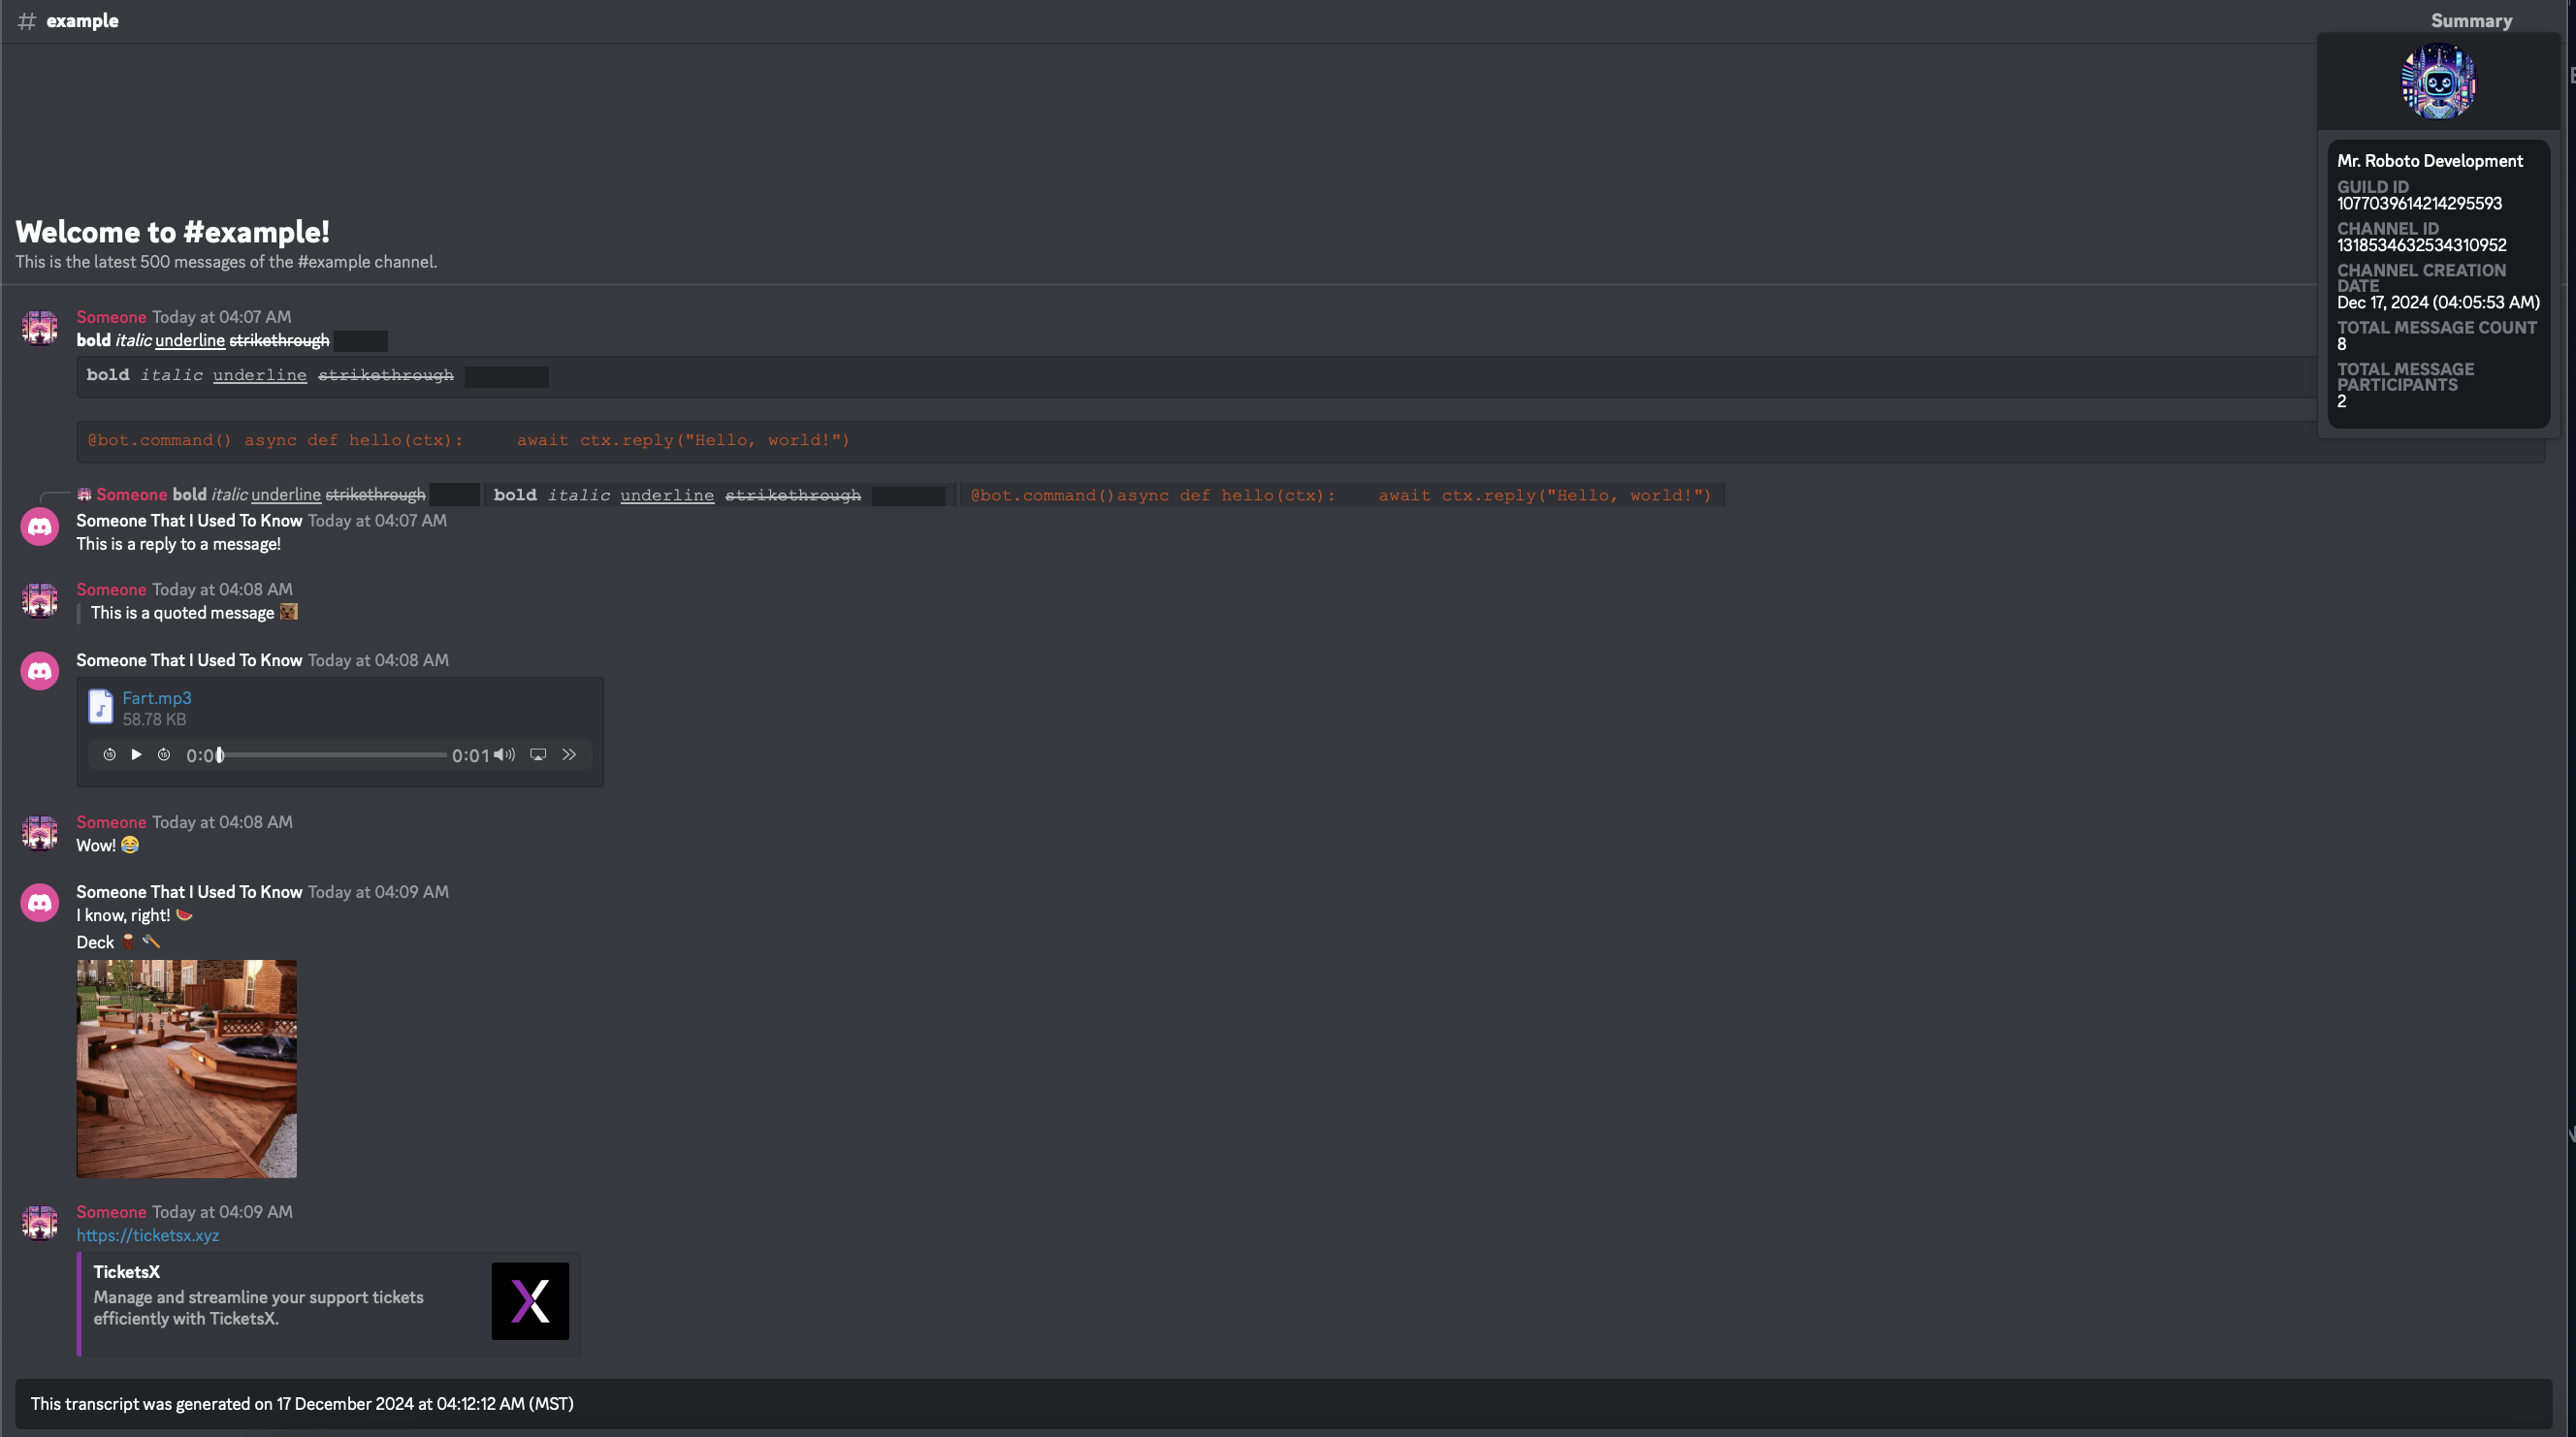 # example
Summary
Mr. Roboto Development
GUILD ID
1077039614214295593
CHANNEL ID
1318534632534310952
CHANNEL CREATION
DATE
Dec 17, 2024 (04:05:53 AM)
TOTAL MESSAGE COUNT
8
TOTAL MESSAGE
PARTICIPANTS
2
Welcome to #example!
This is the latest 500 messages of the #example channel.
Someone Today at 04:07 AM
bold italic underline strikethrough
bold italic underline strikethrough
@bot.command() async def hello(ctx):     await ctx.reply("Hello, world!")
Someone bold italic underline strikethrough bold italic underline strikethrough @bot.command()async def hello(ctx):    await ctx.reply("Hello, world!")
Someone That I Used To Know Today at 04:07 AM
This is a reply to a message!
Someone Today at 04:08 AM
This is a quoted message
Someone That I Used To Know Today at 04:08 AM
Fart.mp3
58.78 KB
0:00 0:01
Someone Today at 04:08 AM
Wow! 😂
Someone That I Used To Know Today at 04:09 AM
I know, right! 🍉
Deck 🪵 🪓
Someone Today at 04:09 AM
https://ticketsx.xyz
TicketsX
Manage and streamline your support tickets
efficiently with TicketsX.
X
This transcript was generated on 17 December 2024 at 04:12:12 AM (MST)